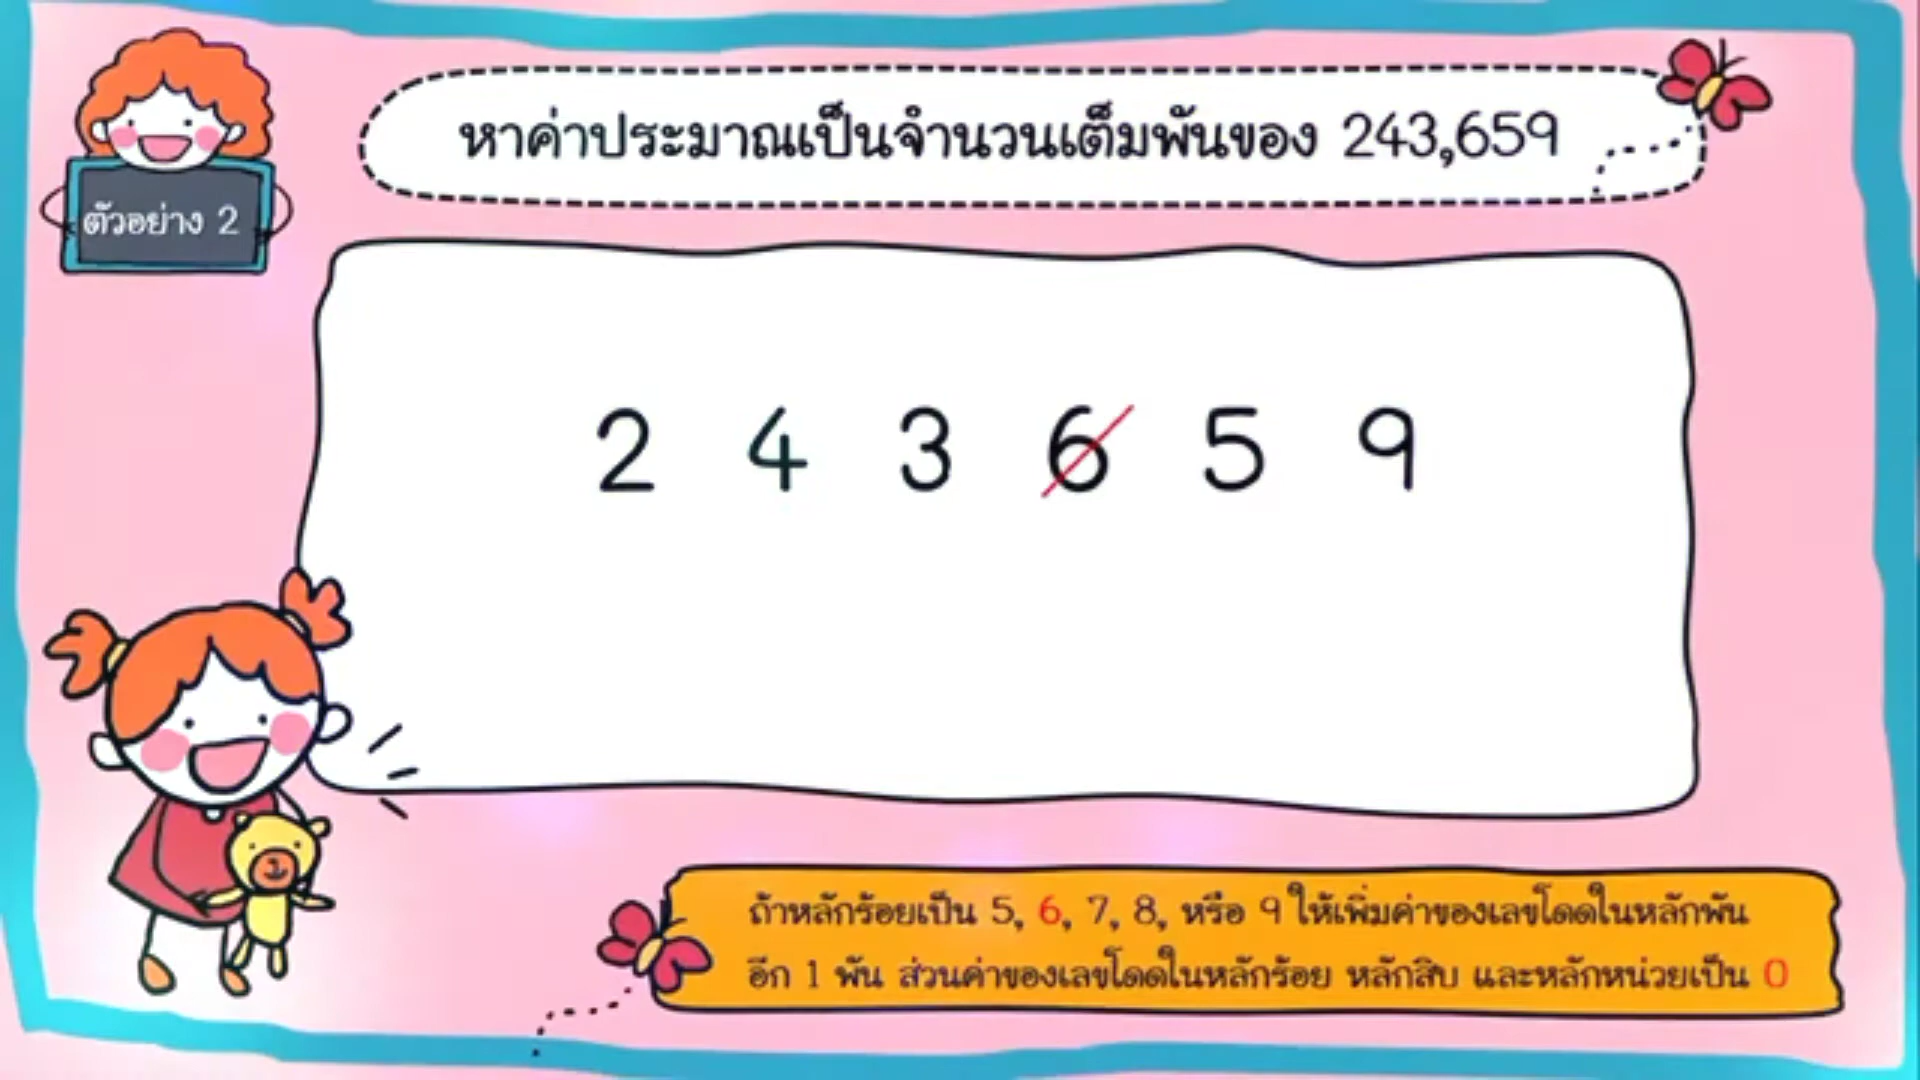 หาค่าประมาณเป็นจำนวนเต็มพันของ 243,659
ตัวอย่าง 2
2 4 3 6 5 9
ถ้าหลักร้อยเป็น 5, 6, 7, 8, หรือ 9 ให้เพิ่มค่าของเลขโดดในหลักพัน
อีก 1 พัน ส่วนค่าของเลขโดดในหลักร้อย หลักสิบ และหลักหน่วยเป็น 0